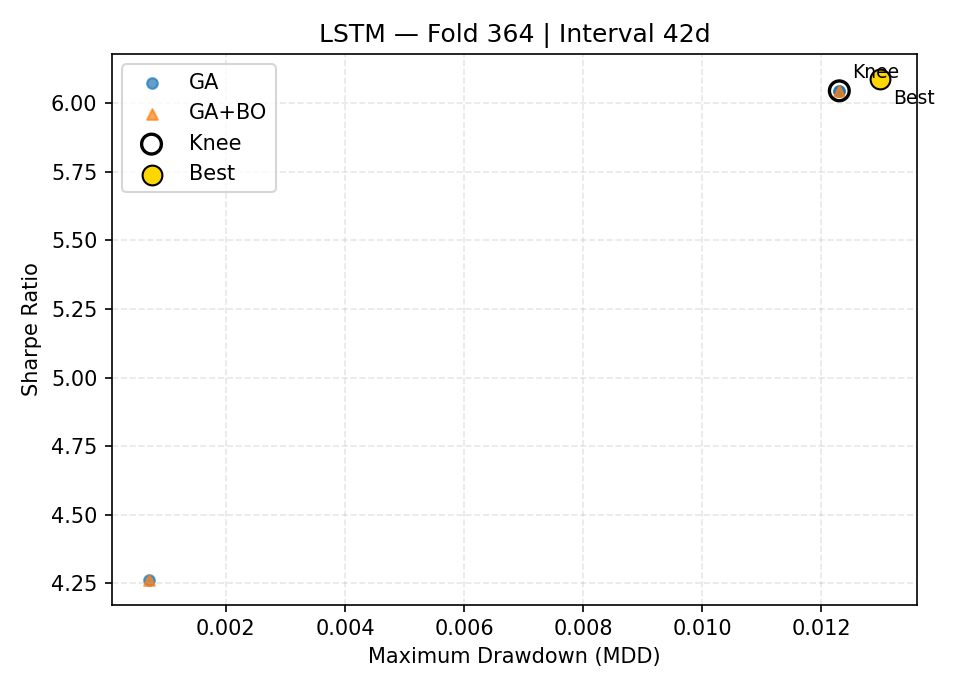 LSTM — Fold 364 | Interval 42d
GA
GA+BO
Knee
Best
Knee
Best
6.00
5.75
5.50
5.25
5.00
4.75
4.50
4.25
Sharpe Ratio
0.002 0.004 0.006 0.008 0.010 0.012
Maximum Drawdown (MDD)